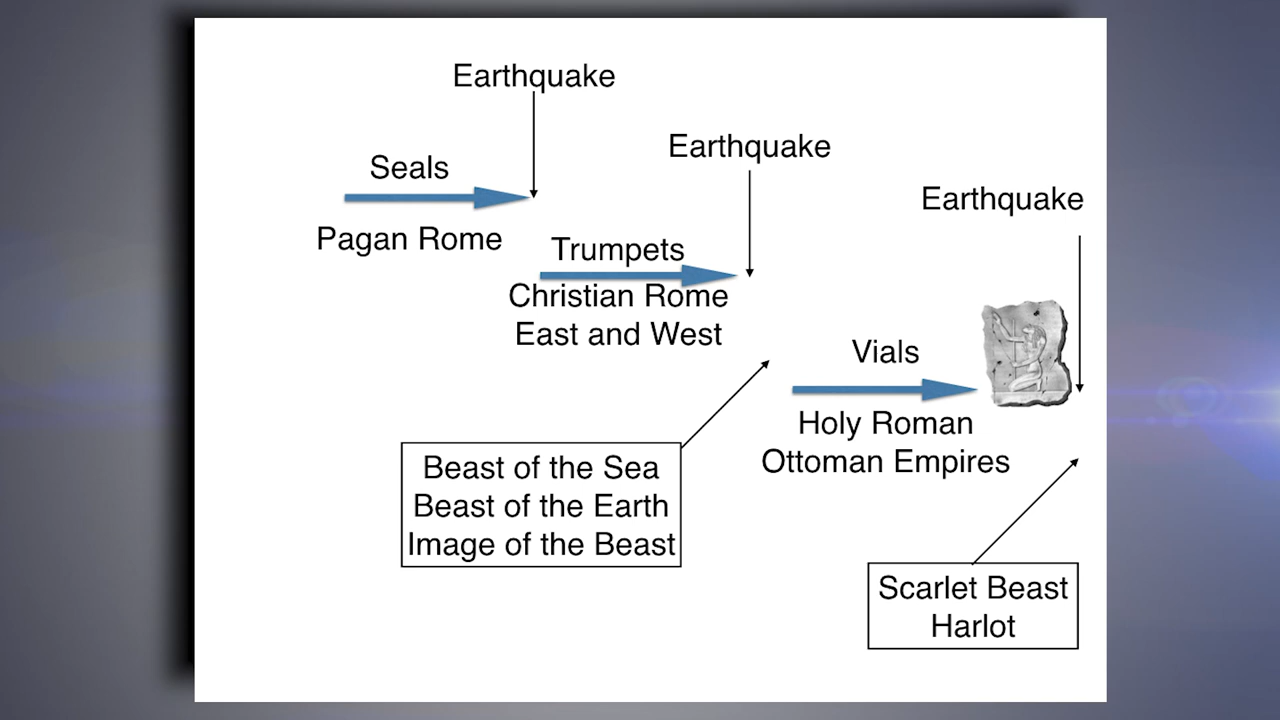 Earthquake
Earthquake
Seals
Earthquake
Pagan Rome
Trumpets
Christian Rome
East and West
Vials
Holy Roman
Ottoman Empires
Beast of the Sea
Beast of the Earth
Image of the Beast
Scarlet Beast
Harlot